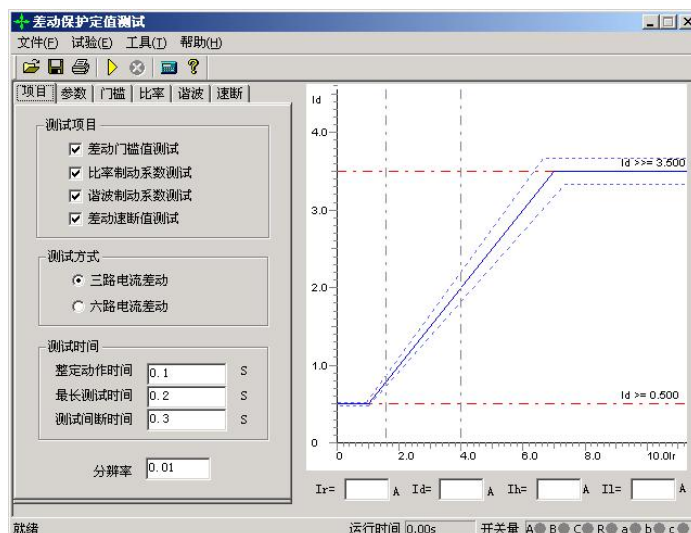 差动保护定值测试
文件(F) 试验(E) 工具(T) 帮助(H)
项目 参数 门槛 比率 谐波 速断
测试项目
差动门槛值测试
比率制动系数测试
谐波制动系数测试
差动速断值测试
测试方式
三路电流差动
六路电流差动
测试时间
整定动作时间 0.1 S
最长测试时间 0.2 S
测试间断时间 0.3 S
分辨率 0.01
Id
4.0
Id >>= 3.500
3.0
2.0
1.0
Id >= 0.500
0
0 2.0 4.0 6.0 8.0 10.0Ir
Ir= A Id= A Ih= A Il= A
就绪 运行时间 0.00s 开关量 A B C R a b c